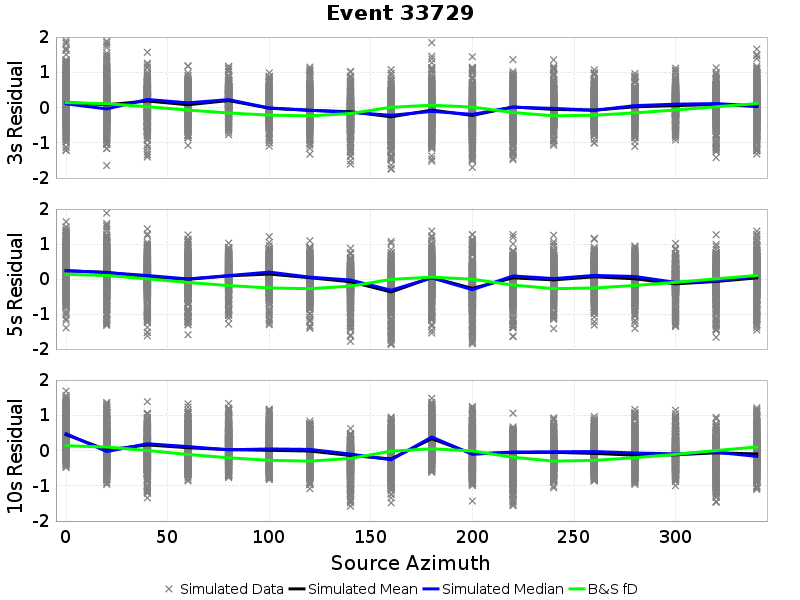 Event 33729
2
1
0
-1
-2
3s Residual
2
1
0
-1
-2
5s Residual
2
1
0
-1
-2
10s Residual
0 50 100 150 200 250 300
Source Azimuth
Simulated Data Simulated Mean Simulated Median B&S fD